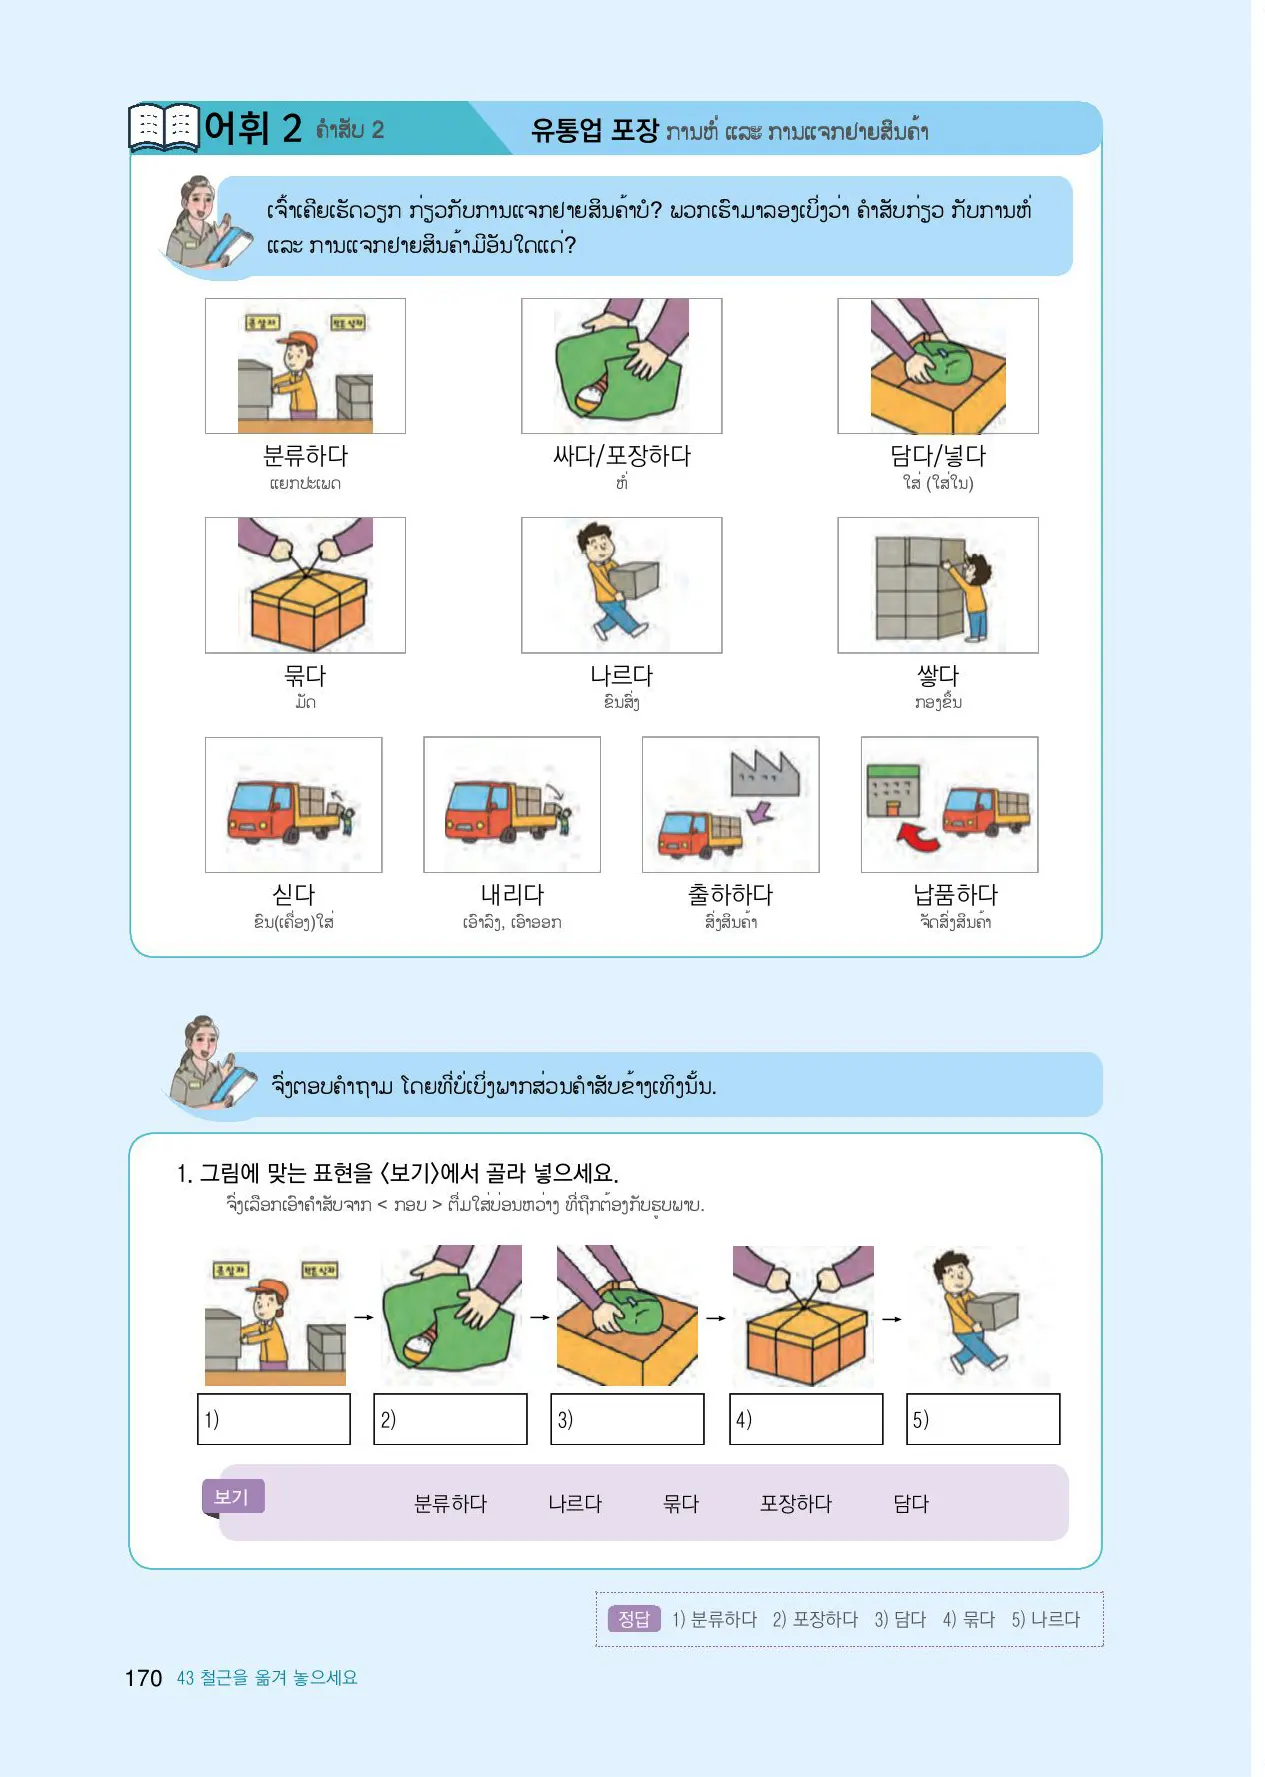 어휘 2 ຄຳສັບ 2 유통업 포장 ການຫໍ່ ແລະ ການແຈກຢາຍສິນຄ້າ
ເຈົ້າເຄີຍເຮັດວຽກ ກ່ຽວກັບການແຈກຢາຍສິນຄ້າບໍ? ພວກເຮົາມາລອງເບິ່ງວ່າ ຄຳສັບກ່ຽວ ກັບການຫໍ່
ແລະ ການແຈກຢາຍສິນຄ້າມີອັນໃດແດ່?
큰 상자 작은 상자
분류하다 싸다/포장하다 담다/넣다
ແຍກປະເພດ ຫໍ່ ໃສ່ (ໃສ່ໃນ)
묶다 나르다 쌓다
ມັດ ຂົນສົ່ງ ກອງຂຶ້ນ
싣다 내리다 출하하다 납품하다
ຂົນ(ເຄື່ອງ)ໃສ່ ເອົາລົງ, ເອົາອອກ ສົ່ງສິນຄ້າ ຈັດສົ່ງສິນຄ້າ
ຈົ່ງຕອບຄຳຖາມ ໂດຍທີ່ບໍ່ເບິ່ງພາກສ່ວນຄຳສັບຂ້າງເທິງນັ້ນ.
1. 그림에 맞는 표현을 〈보기〉에서 골라 넣으세요.
ຈົ່ງເລືອກເອົາຄຳສັບຈາກ < ກອບ > ຕື່ມໃສ່ບ່ອນຫວ່າງ ທີ່ຖືກຕ້ອງກັບຮູບພາບ.
큰 상자 작은 상자
→ → → →
1) 2) 3) 4) 5)
보기 분류하다 나르다 묶다 포장하다 담다
정답 1) 분류하다 2) 포장하다 3) 담다 4) 묶다 5) 나르다
170 43 철근을 옮겨 놓으세요